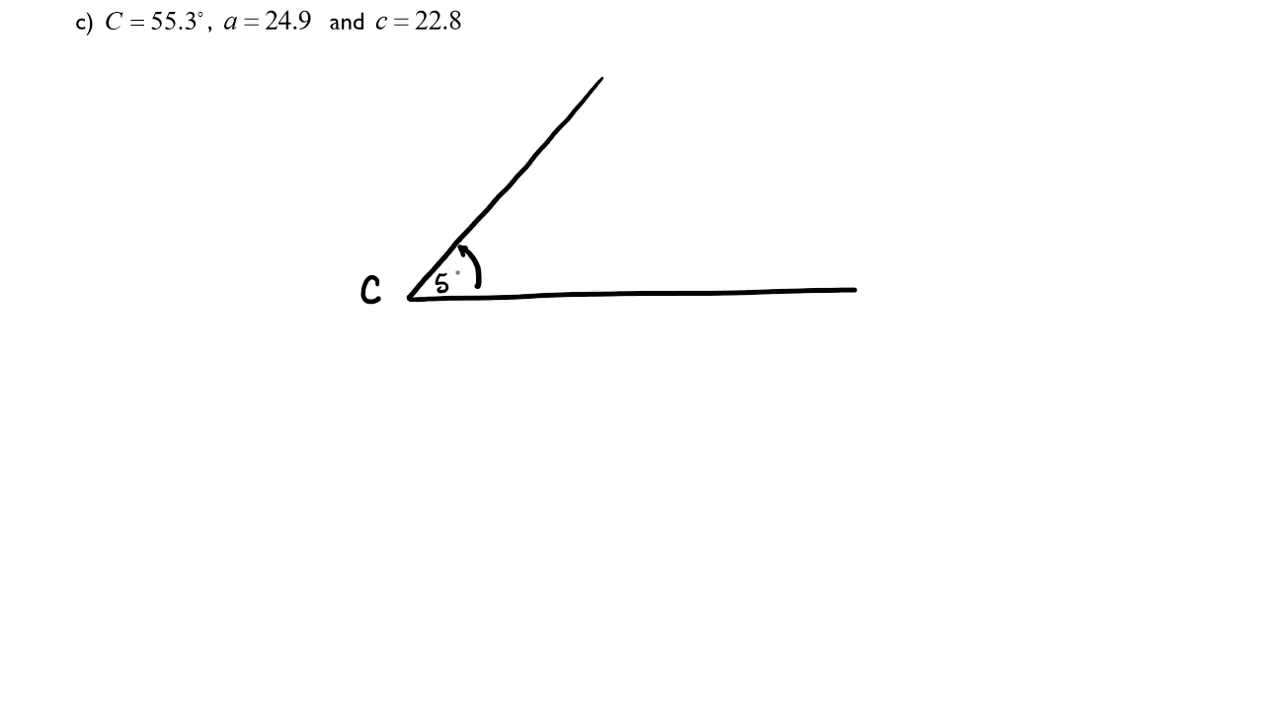 c) C = 55.3°, a = 24.9 and c = 22.8
C
5